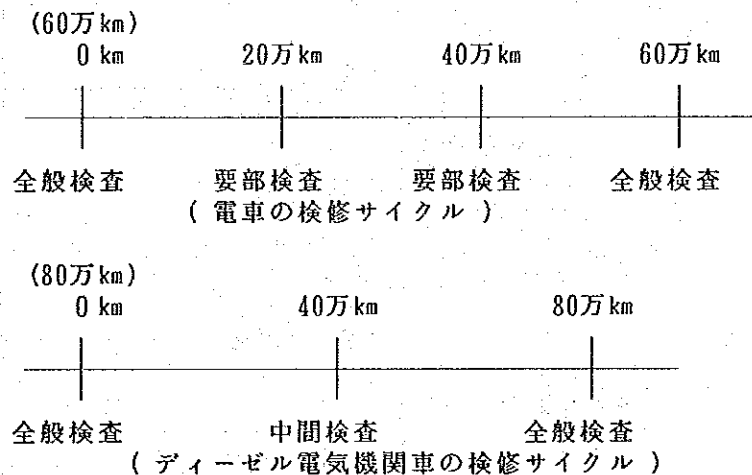 (60万km)
0 km 20万km 40万km 60万km
全般検査 要部検査 要部検査 全般検査
( 電車の検修サイクル )
(80万km)
0 km 40万km 80万km
全般検査 中間検査 全般検査
( ディーゼル電気機関車の検修サイクル )